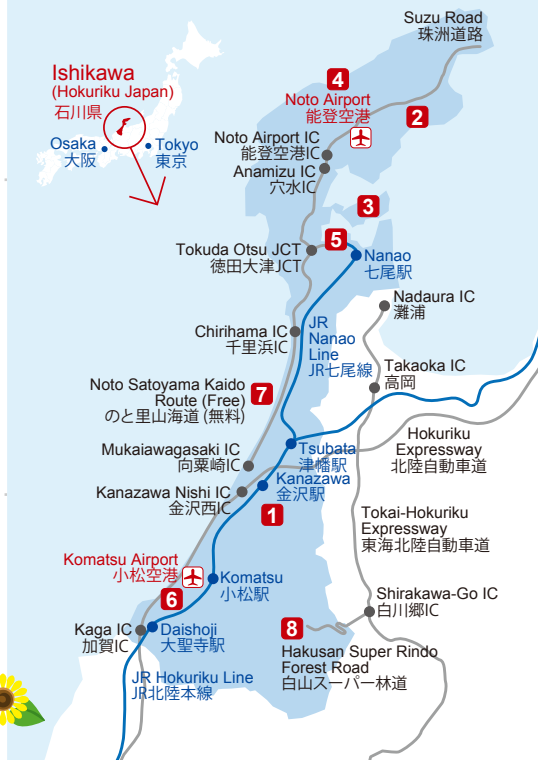 Suzu Road
珠洲道路
Ishikawa
(Hokuriku Japan)
石川県
Osaka
大阪
Tokyo
東京
4
Noto Airport
能登空港
2
Noto Airport IC
能登空港IC
Anamizu IC
穴水IC
3
5
Tokuda Otsu JCT
徳田大津JCT
Nanao
七尾駅
Nadaura IC
灘浦
Chirihama IC
千里浜IC
JR
Nanao
Line
JR七尾線
Takaoka IC
高岡
Noto Satoyama Kaido
Route (Free)
のと里山海道(無料)
7
Mukaiawagasaki IC
向粟崎IC
Tsubata
津幡駅
Hokuriku
Expressway
北陸自動車道
Kanazawa Nishi IC
金沢西IC
Kanazawa
金沢駅
1
Tokai-Hokuriku
Expressway
東海北陸自動車道
Komatsu Airport
小松空港
Komatsu
小松駅
6
Shirakawa-Go IC
白川郷IC
Kaga IC
加賀IC
Daishoji
大聖寺駅
8
Hakusan Super Rindo
Forest Road
白山スーパー林道
JR Hokuriku Line
JR北陸本線